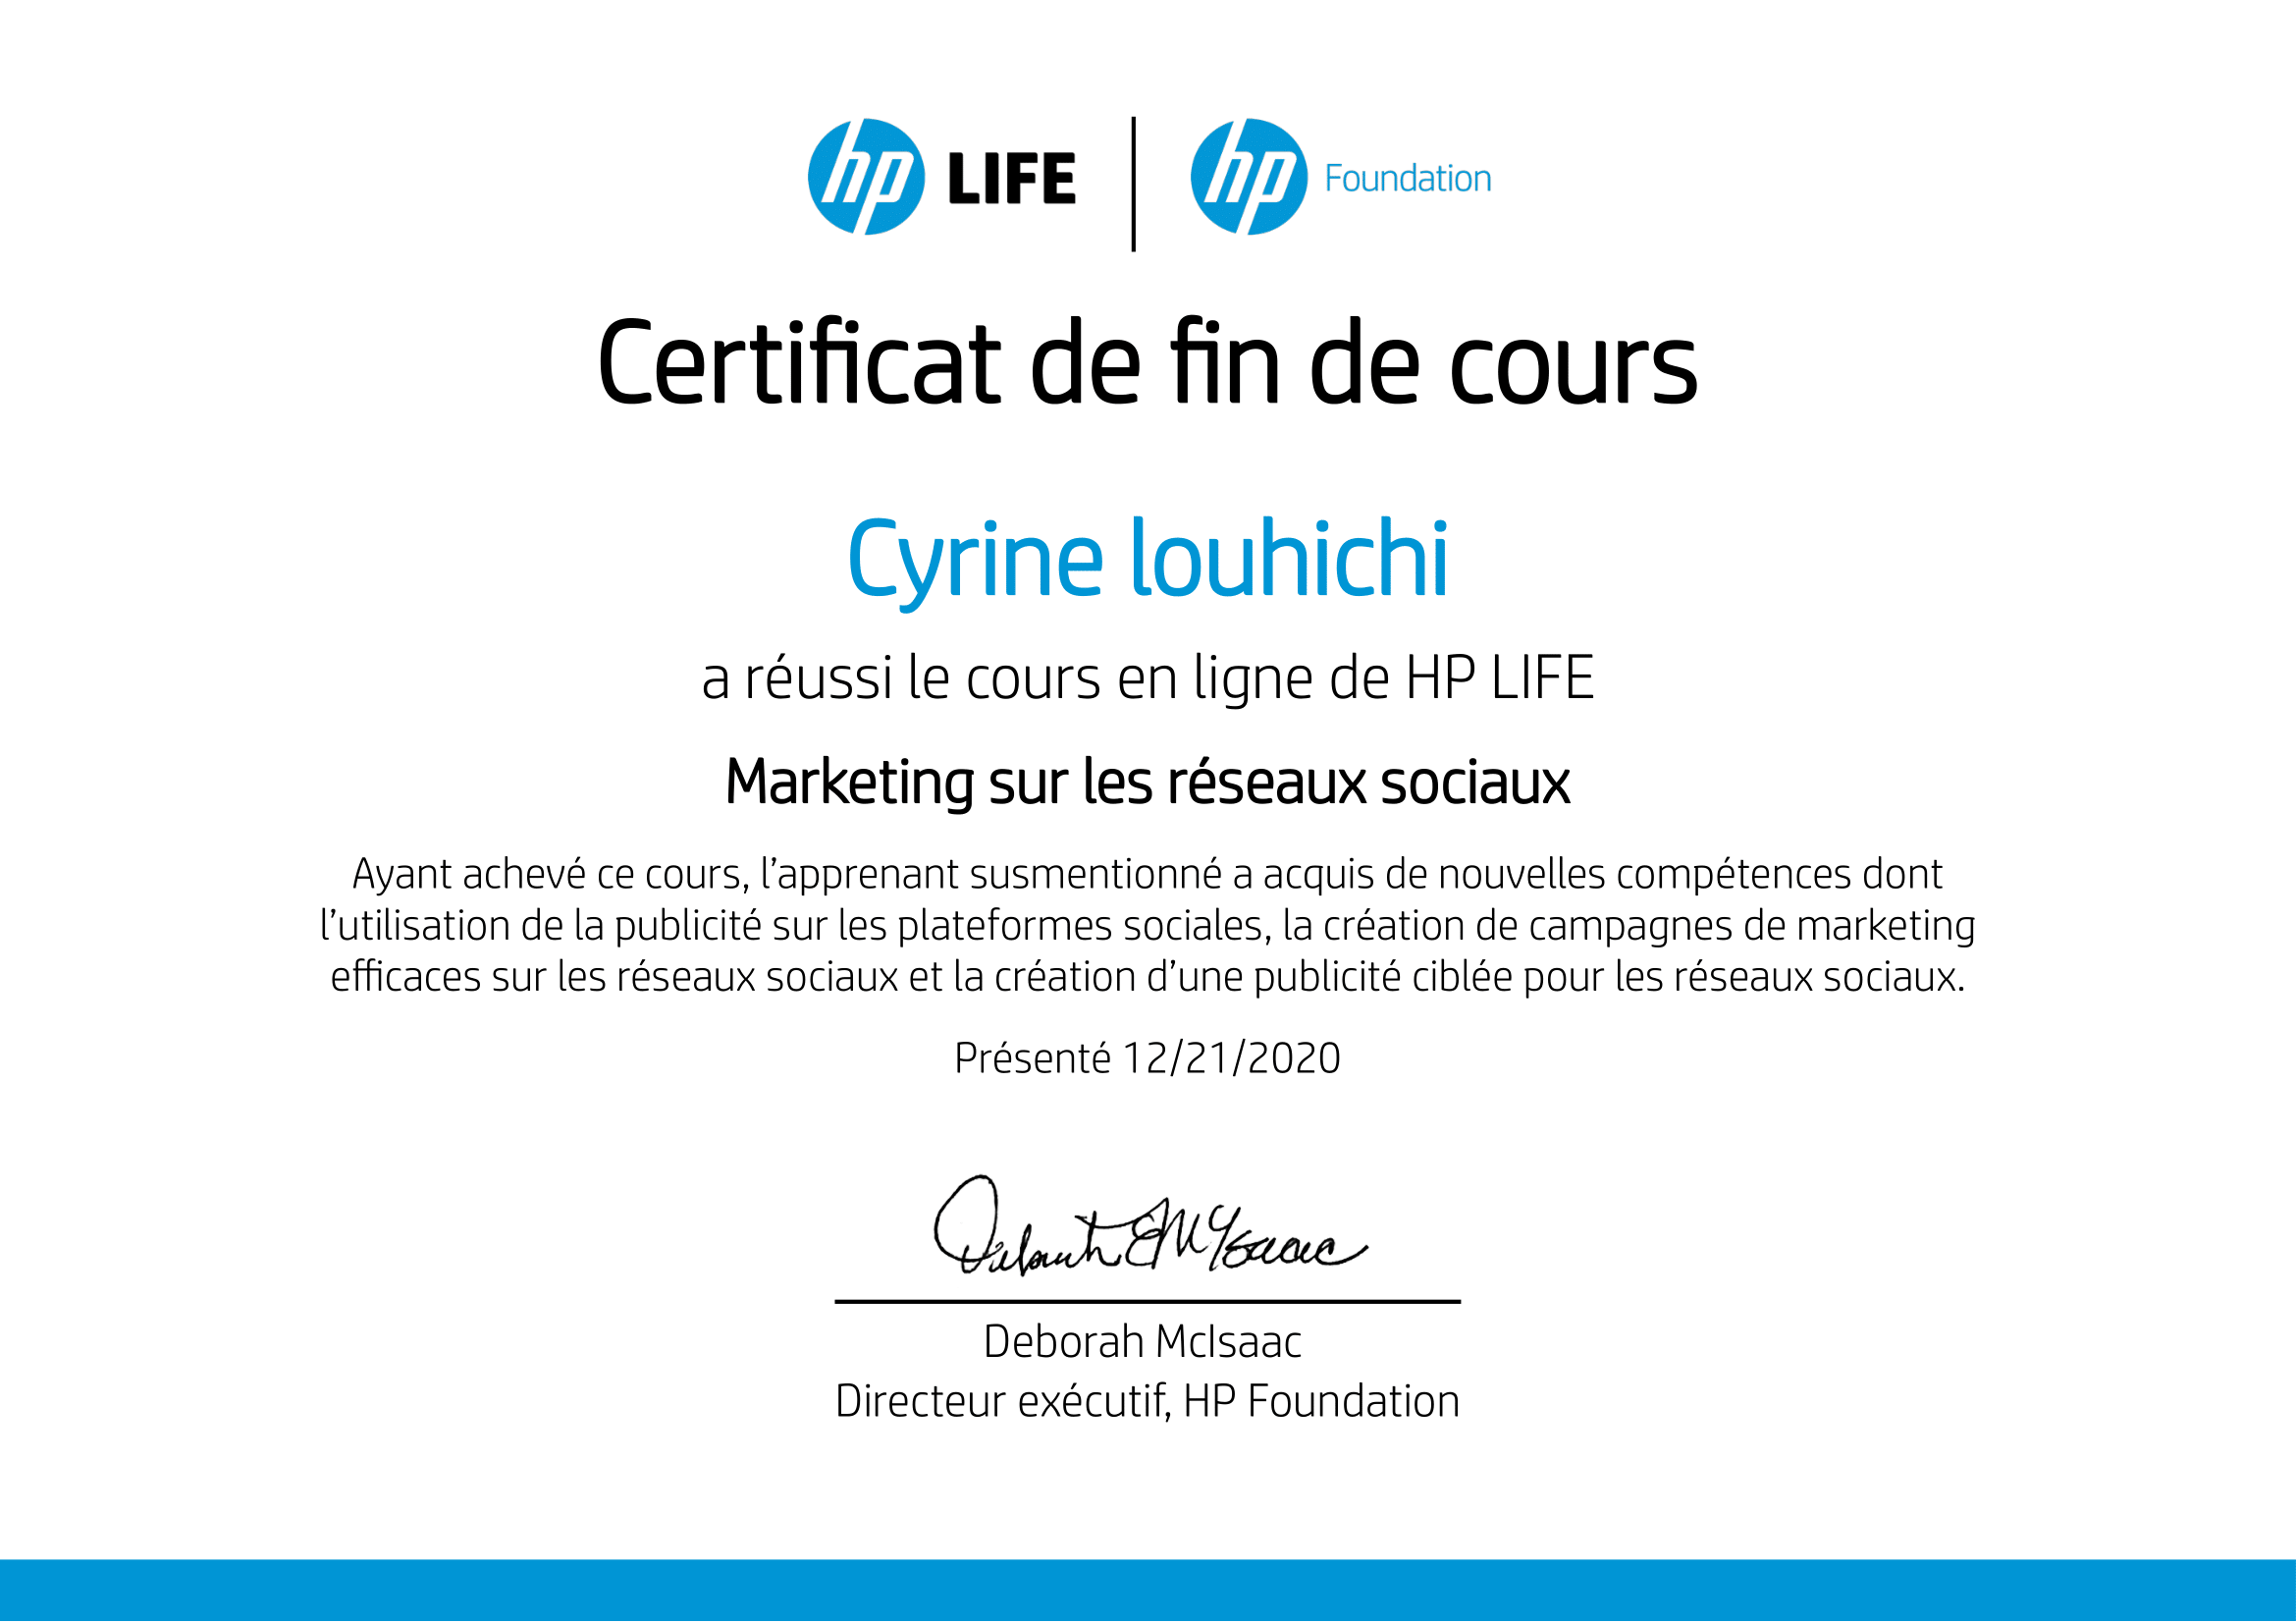 hp LIFE hp Foundation
Certificat de fin de cours
Cyrine louhichi
a réussi le cours en ligne de HP LIFE
Marketing sur les réseaux sociaux
Ayant achevé ce cours, l’apprenant susmentionné a acquis de nouvelles compétences dont
l’utilisation de la publicité sur les plateformes sociales, la création de campagnes de marketing
efficaces sur les réseaux sociaux et la création d’une publicité ciblée pour les réseaux sociaux.
Présenté 12/21/2020
Deborah E McIsaac
Deborah McIsaac
Directeur exécutif, HP Foundation